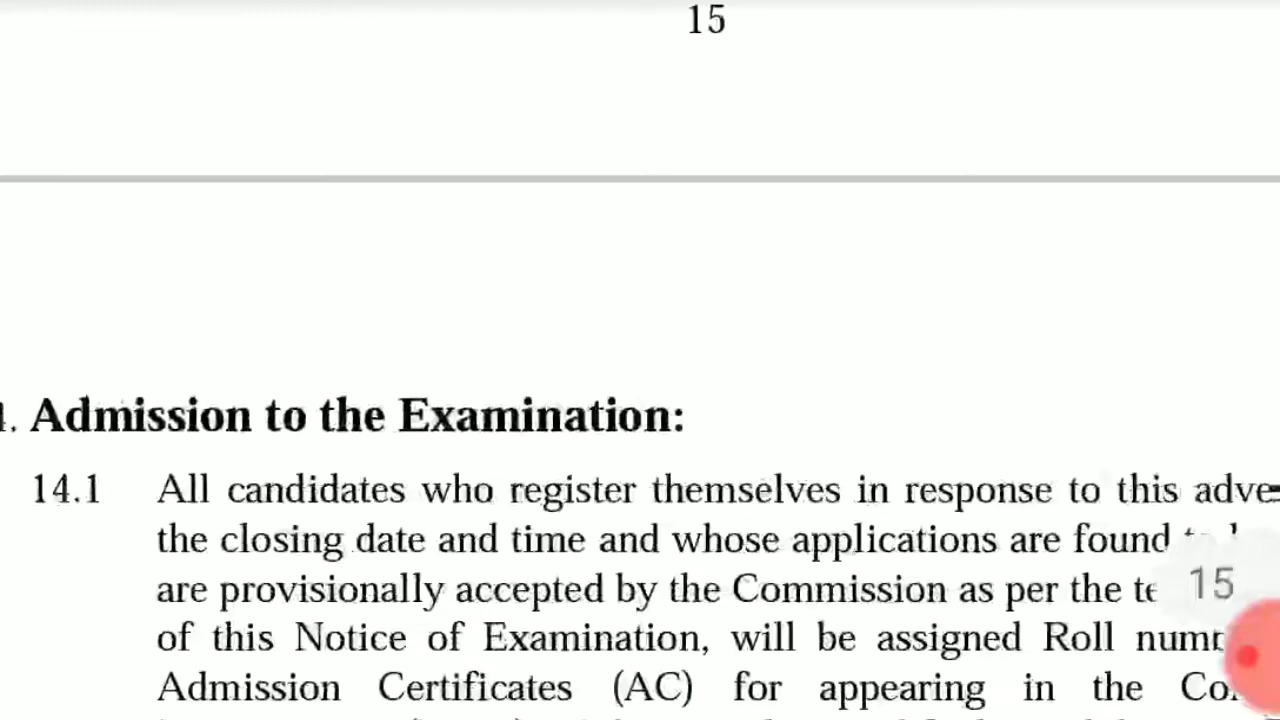 15
. Admission to the Examination:
14.1 All candidates who register themselves in response to this adve
the closing date and time and whose applications are found
are provisionally accepted by the Commission as per the te
15
of this Notice of Examination, will be assigned Roll num
Admission Certificates (AC) for appearing in the Co